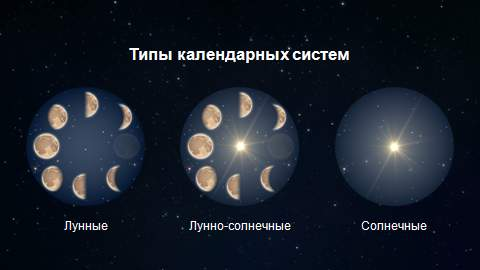 Типы календарных систем
Лунные
Лунно-солнечные
Солнечные